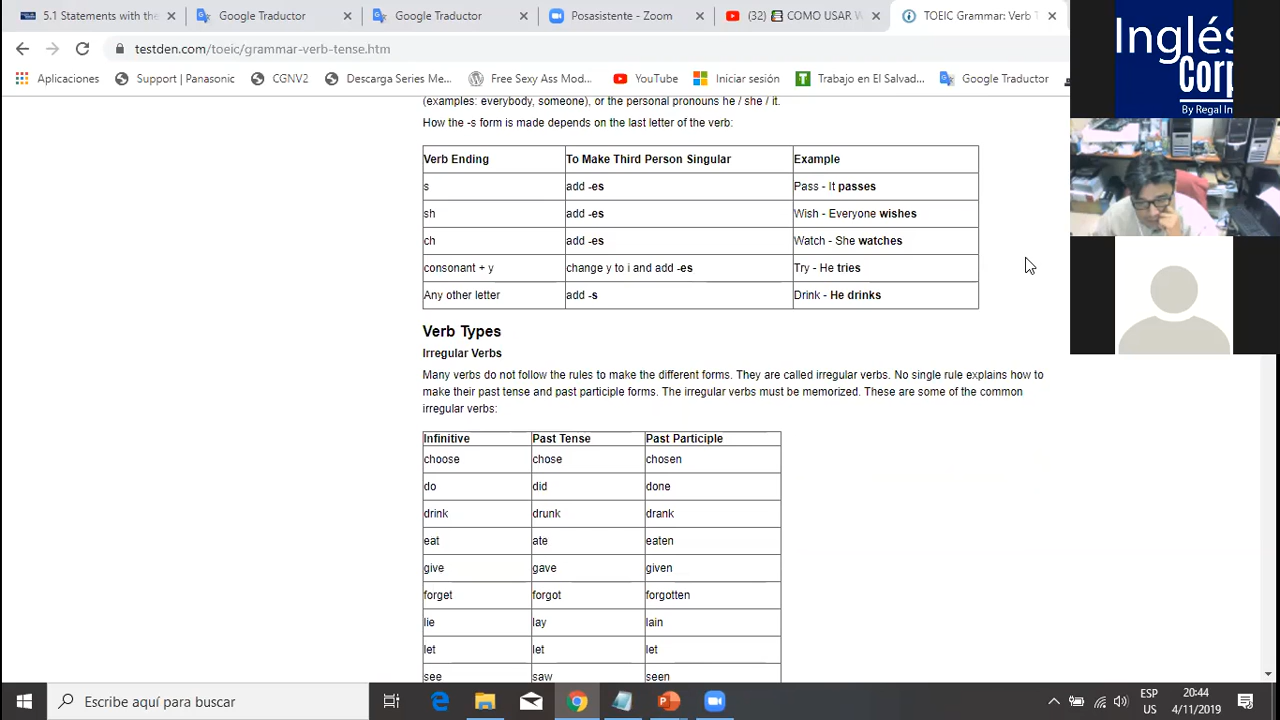 5.1 Statements with the
Google Traductor
Google Traductor
Posasistente - Zoom
(32) COMO USAR W
TOEIC Grammar: Verb T
testden.com/toeic/grammar-verb-tense.htm
Aplicaciones
Support | Panasonic
CGNV2
Descarga Series Me...
Free Sexy Ass Mod...
YouTube
Iniciar sesión
Trabajo en El Salvad...
Google Traductor
Inglés
Corp
By Regal In
(examples: everybody, someone), or the personal pronouns he / she / it.
How the -s form is made depends on the last letter of the verb:
Verb Ending To Make Third Person Singular Example
s add -es Pass - It passes
sh add -es Wish - Everyone wishes
ch add -es Watch - She watches
consonant + y change y to i and add -es Try - He tries
Any other letter add -s Drink - He drinks
Verb Types
Irregular Verbs
Many verbs do not follow the rules to make the different forms. They are called irregular verbs. No single rule explains how to
make their past tense and past participle forms. The irregular verbs must be memorized. These are some of the common
irregular verbs:
Infinitive Past Tense Past Participle
choose chose chosen
do did done
drink drunk drank
eat ate eaten
give gave given
forget forgot forgotten
lie lay lain
let let let
see saw seen
Escribe aquí para buscar
ESP
US
20:44
4/11/2019